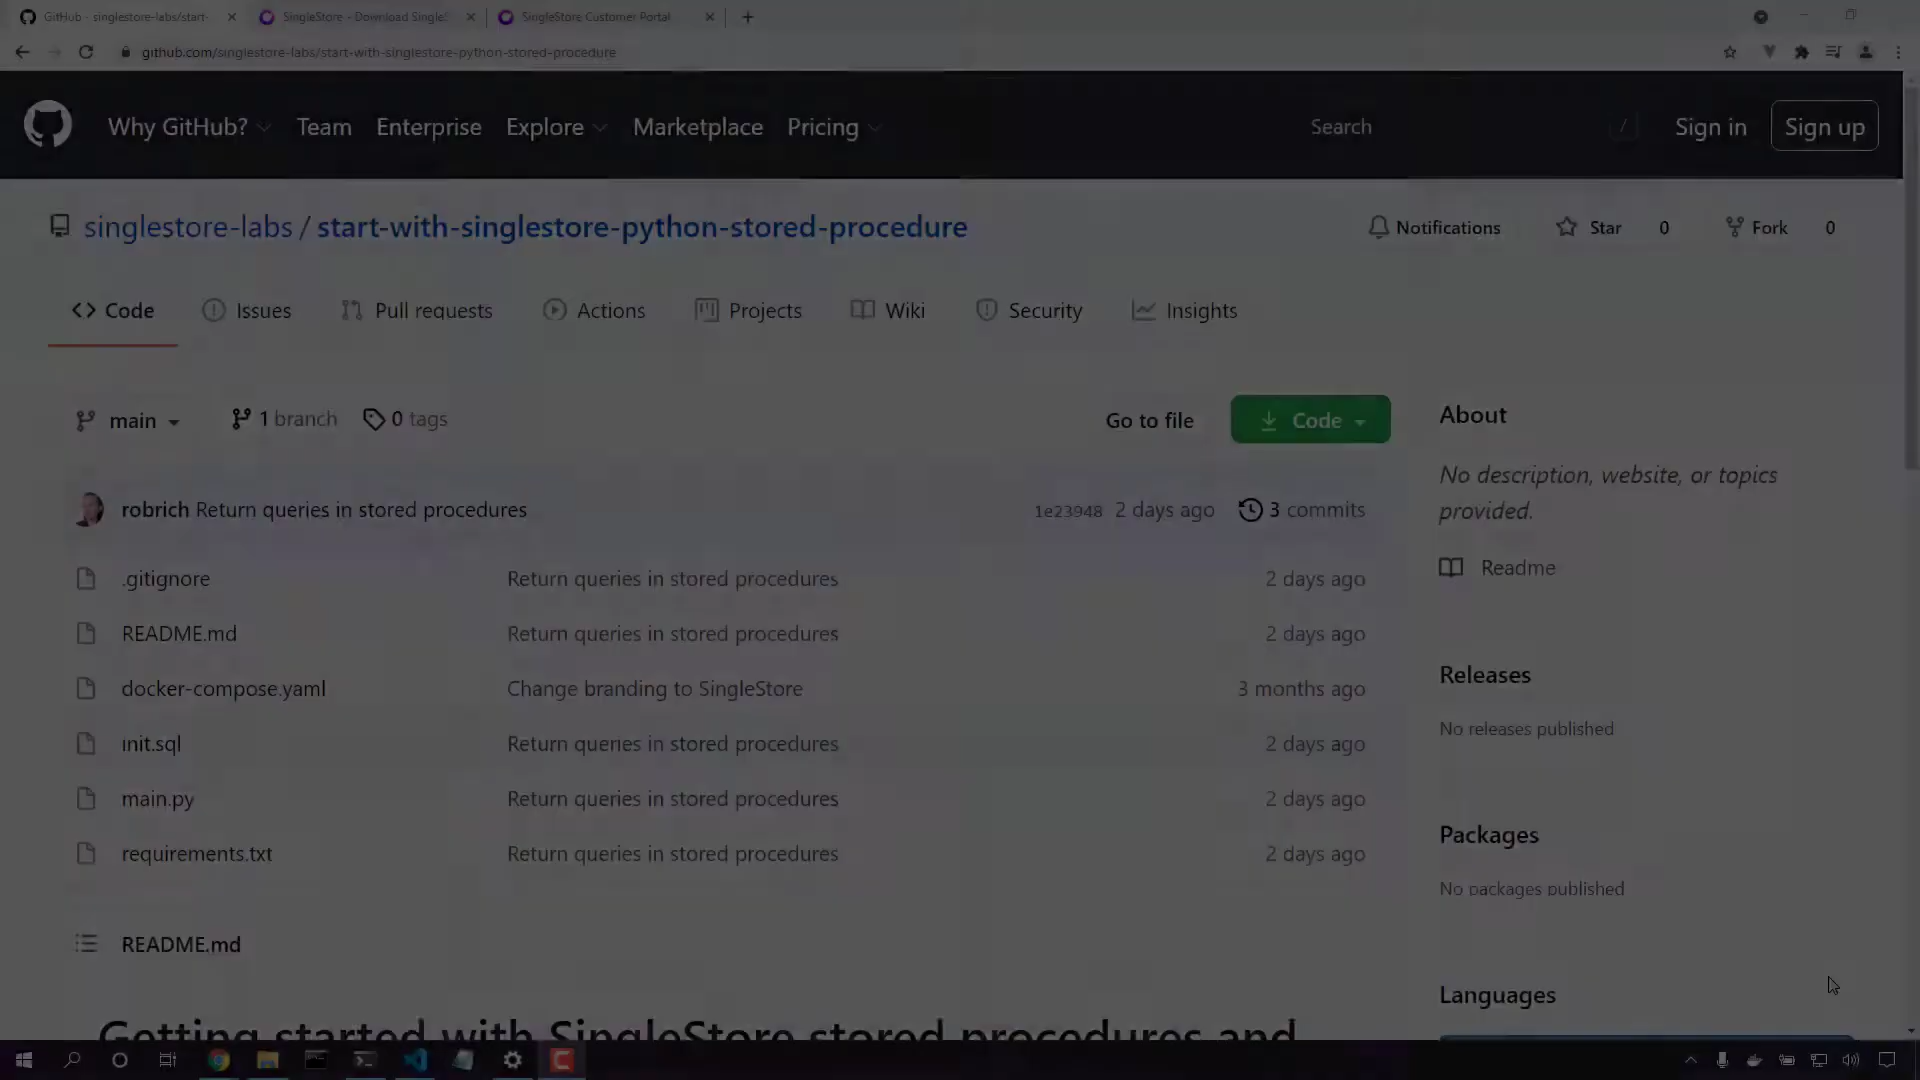 GitHub - singlestore-labs/start- SingleStore - Download SingleS SingleStore Customer Portal
github.com/singlestore-labs/start-with-singlestore-python-stored-procedure
Why GitHub? Team Enterprise Explore Marketplace Pricing Search / Sign in Sign up
singlestore-labs / start-with-singlestore-python-stored-procedure Notifications Star 0 Fork 0
Code Issues Pull requests Actions Projects Wiki Security Insights
main 1 branch 0 tags Go to file Code
About
No description, website, or topics
provided.
Readme
robrich Return queries in stored procedures 1e23948 2 days ago 3 commits
.gitignore Return queries in stored procedures 2 days ago
README.md Return queries in stored procedures 2 days ago
docker-compose.yaml Change branding to SingleStore 3 months ago
init.sql Return queries in stored procedures 2 days ago
main.py Return queries in stored procedures 2 days ago
requirements.txt Return queries in stored procedures 2 days ago
Releases
No releases published
Packages
No packages published
README.md
Languages
Getting started with SingleStore stored procedures and